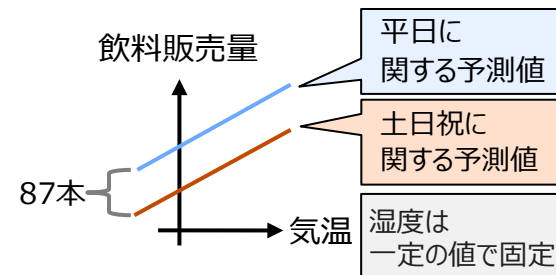 飲料販売量
平日に
関する予測値
土日祝に
関する予測値
87本
気温
湿度は
一定の値で固定